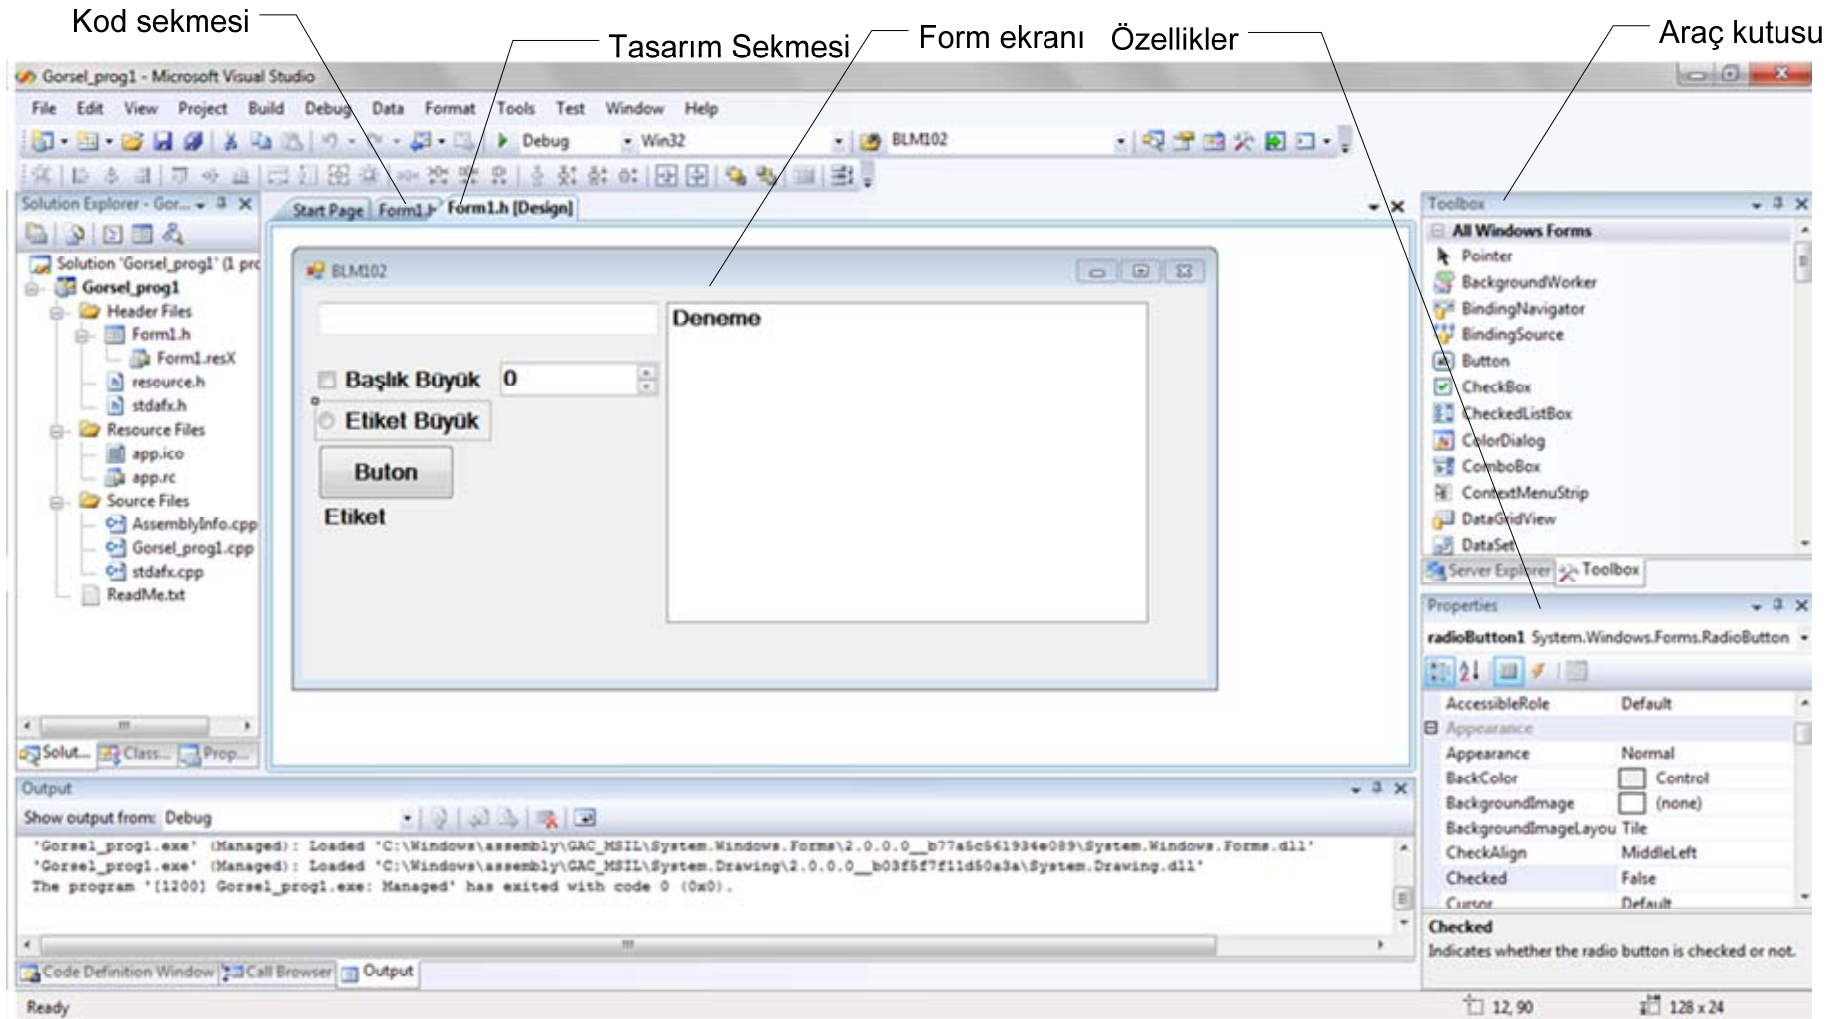 Kod sekmesi
Tasarım Sekmesi
Form ekranı
Özellikler
Araç kutusu
Gorsel_prog1 - Microsoft Visual Studio
File Edit View Project Build Debug Data Format Tools Test Window Help
Debug Win32 BLM102
Solution Explorer - Gor...
Start Page Form1.h Form1.h [Design]
Toolbox
Solution 'Gorsel_prog1' (1 prc
Gorsel_prog1
Header Files
Form1.h
Form1.resX
resource.h
stdafx.h
Resource Files
app.ico
app.rc
Source Files
AssemblyInfo.cpp
Gorsel_prog1.cpp
stdafx.cpp
ReadMe.txt
Solut... Class... Prop...
BLM102
Deneme
Başlık Büyük 0
Etiket Büyük
Buton
Etiket
All Windows Forms
Pointer
BackgroundWorker
BindingNavigator
BindingSource
Button
CheckBox
CheckedListBox
ColorDialog
ComboBox
ContextMenuStrip
DataGridView
DataSet
Server Explorer Toolbox
Properties
radioButton1 System.Windows.Forms.RadioButton
AccessibleRole Default
Appearance
Appearance Normal
BackColor Control
BackgroundImage (none)
BackgroundImageLayou Tile
CheckAlign MiddleLeft
Checked False
Cursor Default
Checked
Indicates whether the radio button is checked or not.
Output
Show output from: Debug
'Gorsel_prog1.exe' (Managed): Loaded 'C:\Windows\assembly\GAC_MSIL\System.Windows.Forms\2.0.0.0__b77a5c561934e089\System.Windows.Forms.dll'
'Gorsel_prog1.exe' (Managed): Loaded 'C:\Windows\assembly\GAC_MSIL\System.Drawing\2.0.0.0__b03f5f7f11d50a3a\System.Drawing.dll'
The program '[1200] Gorsel_prog1.exe: Managed' has exited with code 0 (0x0).
Code Definition Window Call Browser Output
Ready 12, 90 128 x 24